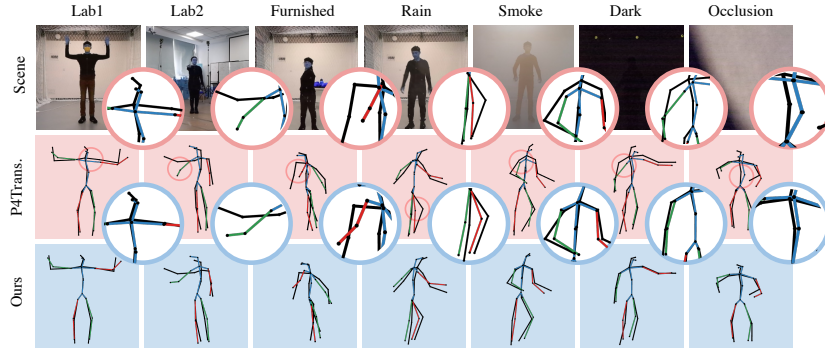 Lab1 Lab2 Furnished Rain Smoke Dark Occlusion
Scene
P4Trans.
Ours